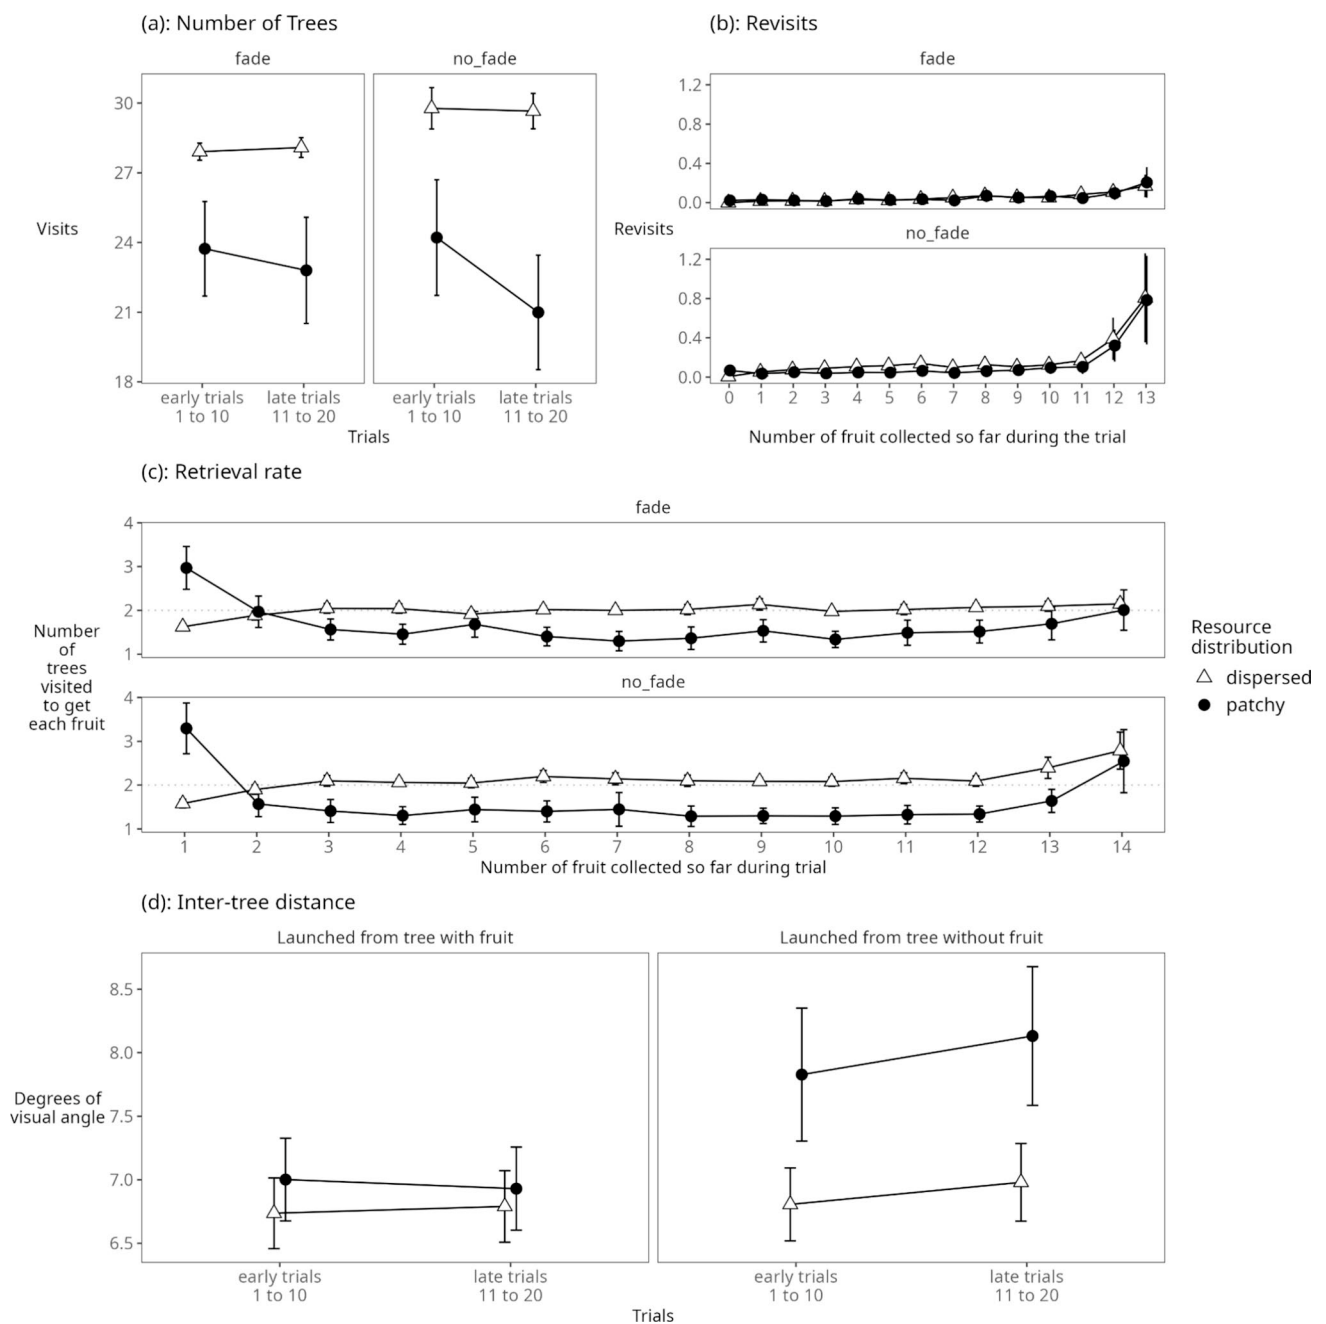 (a): Number of Trees
fade
no_fade
30
27
24
21
18
Visits
early trials
1 to 10
late trials
11 to 20
early trials
1 to 10
late trials
11 to 20
Trials
(b): Revisits
fade
1.2
0.8
0.4
0.0
Revisits
no_fade
1.2
0.8
0.4
0.0
0 1 2 3 4 5 6 7 8 9 10 11 12 13
Number of fruit collected so far during the trial
(c): Retrieval rate
fade
4
3
2
1
Number
of
trees
visited
to get
each fruit
no_fade
4
3
2
1
1 2 3 4 5 6 7 8 9 10 11 12 13 14
Number of fruit collected so far during trial
Resource
distribution
dispersed
patchy
(d): Inter-tree distance
Launched from tree with fruit
Launched from tree without fruit
8.5
8.0
7.5
7.0
6.5
Degrees of
visual angle
early trials
1 to 10
late trials
11 to 20
early trials
1 to 10
late trials
11 to 20
Trials